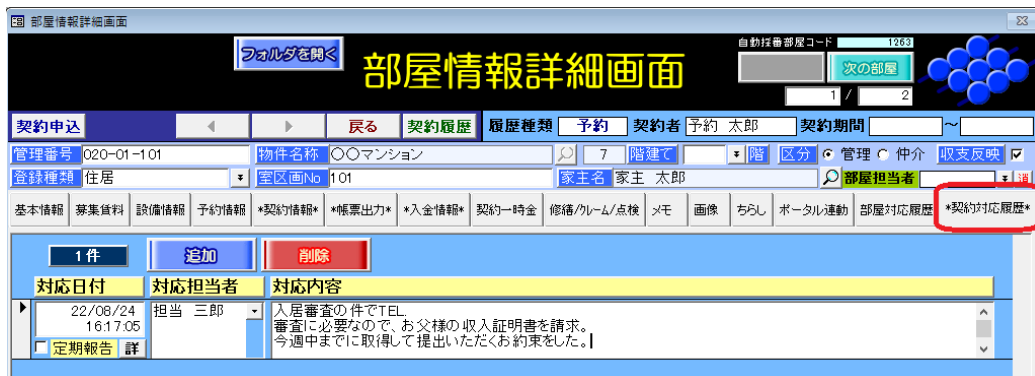 部屋情報詳細画面
フォルダを開く
部屋情報詳細画面
自動採番部屋コード 1263
次の部屋
1 / 2
契約申込 戻る 契約履歴 履歴種類 予約 契約者 予約 太郎 契約期間 ~
管理番号 020-01-101 物件名称 〇〇マンション 7 階建て 階 区分 管理 仲介 収支反映
登録種類 住居 室区画No 101 家主名 家主 太郎 部屋担当者 消
基本情報 募集賃料 設備情報 予約情報 *契約情報* *帳票出力* *入金情報* 契約一時金 修繕/クレーム/点検 メモ 画像 ちらし ポータル連動 部屋対応履歴 *契約対応履歴*
1 件 追加 削除
対応日付 対応担当者 対応内容
22/08/24 担当 三郎 入居審査の件でTEL.
16:17:05 審査に必要なので、お父様の収入証明書を請求。
今週中までに取得して提出いただくお約束をした。
定期報告 詳